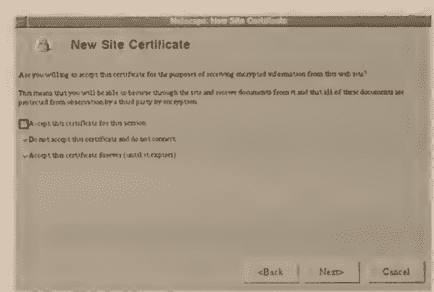 Netscape: New Site Certificate
New Site Certificate
Are you willing to accept this certificate for the purposes of receiving encrypted information from this web site?
This means that you will be able to browse through the site and receive documents from it and that all of these documents are
protected from observation by a third party by encryption.
Accept this certificate for this session
Do not accept this certificate and do not connect
Accept this certificate forever (until it expires)
<Back Next> Cancel